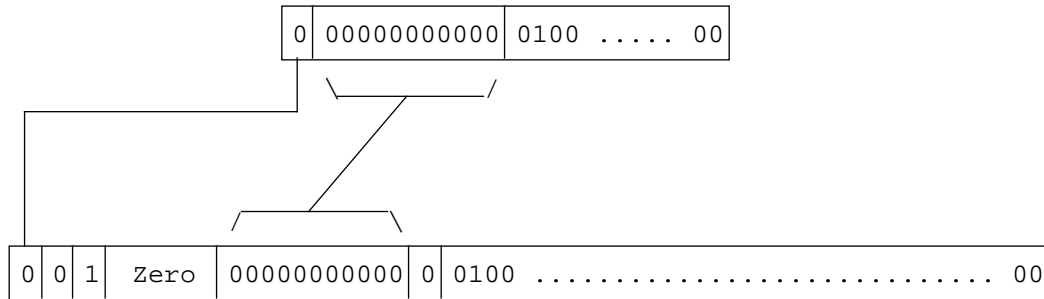 0 00000000000 0100 ..... 00
0 0 1 Zero 00000000000 0 0100 ............................. 00